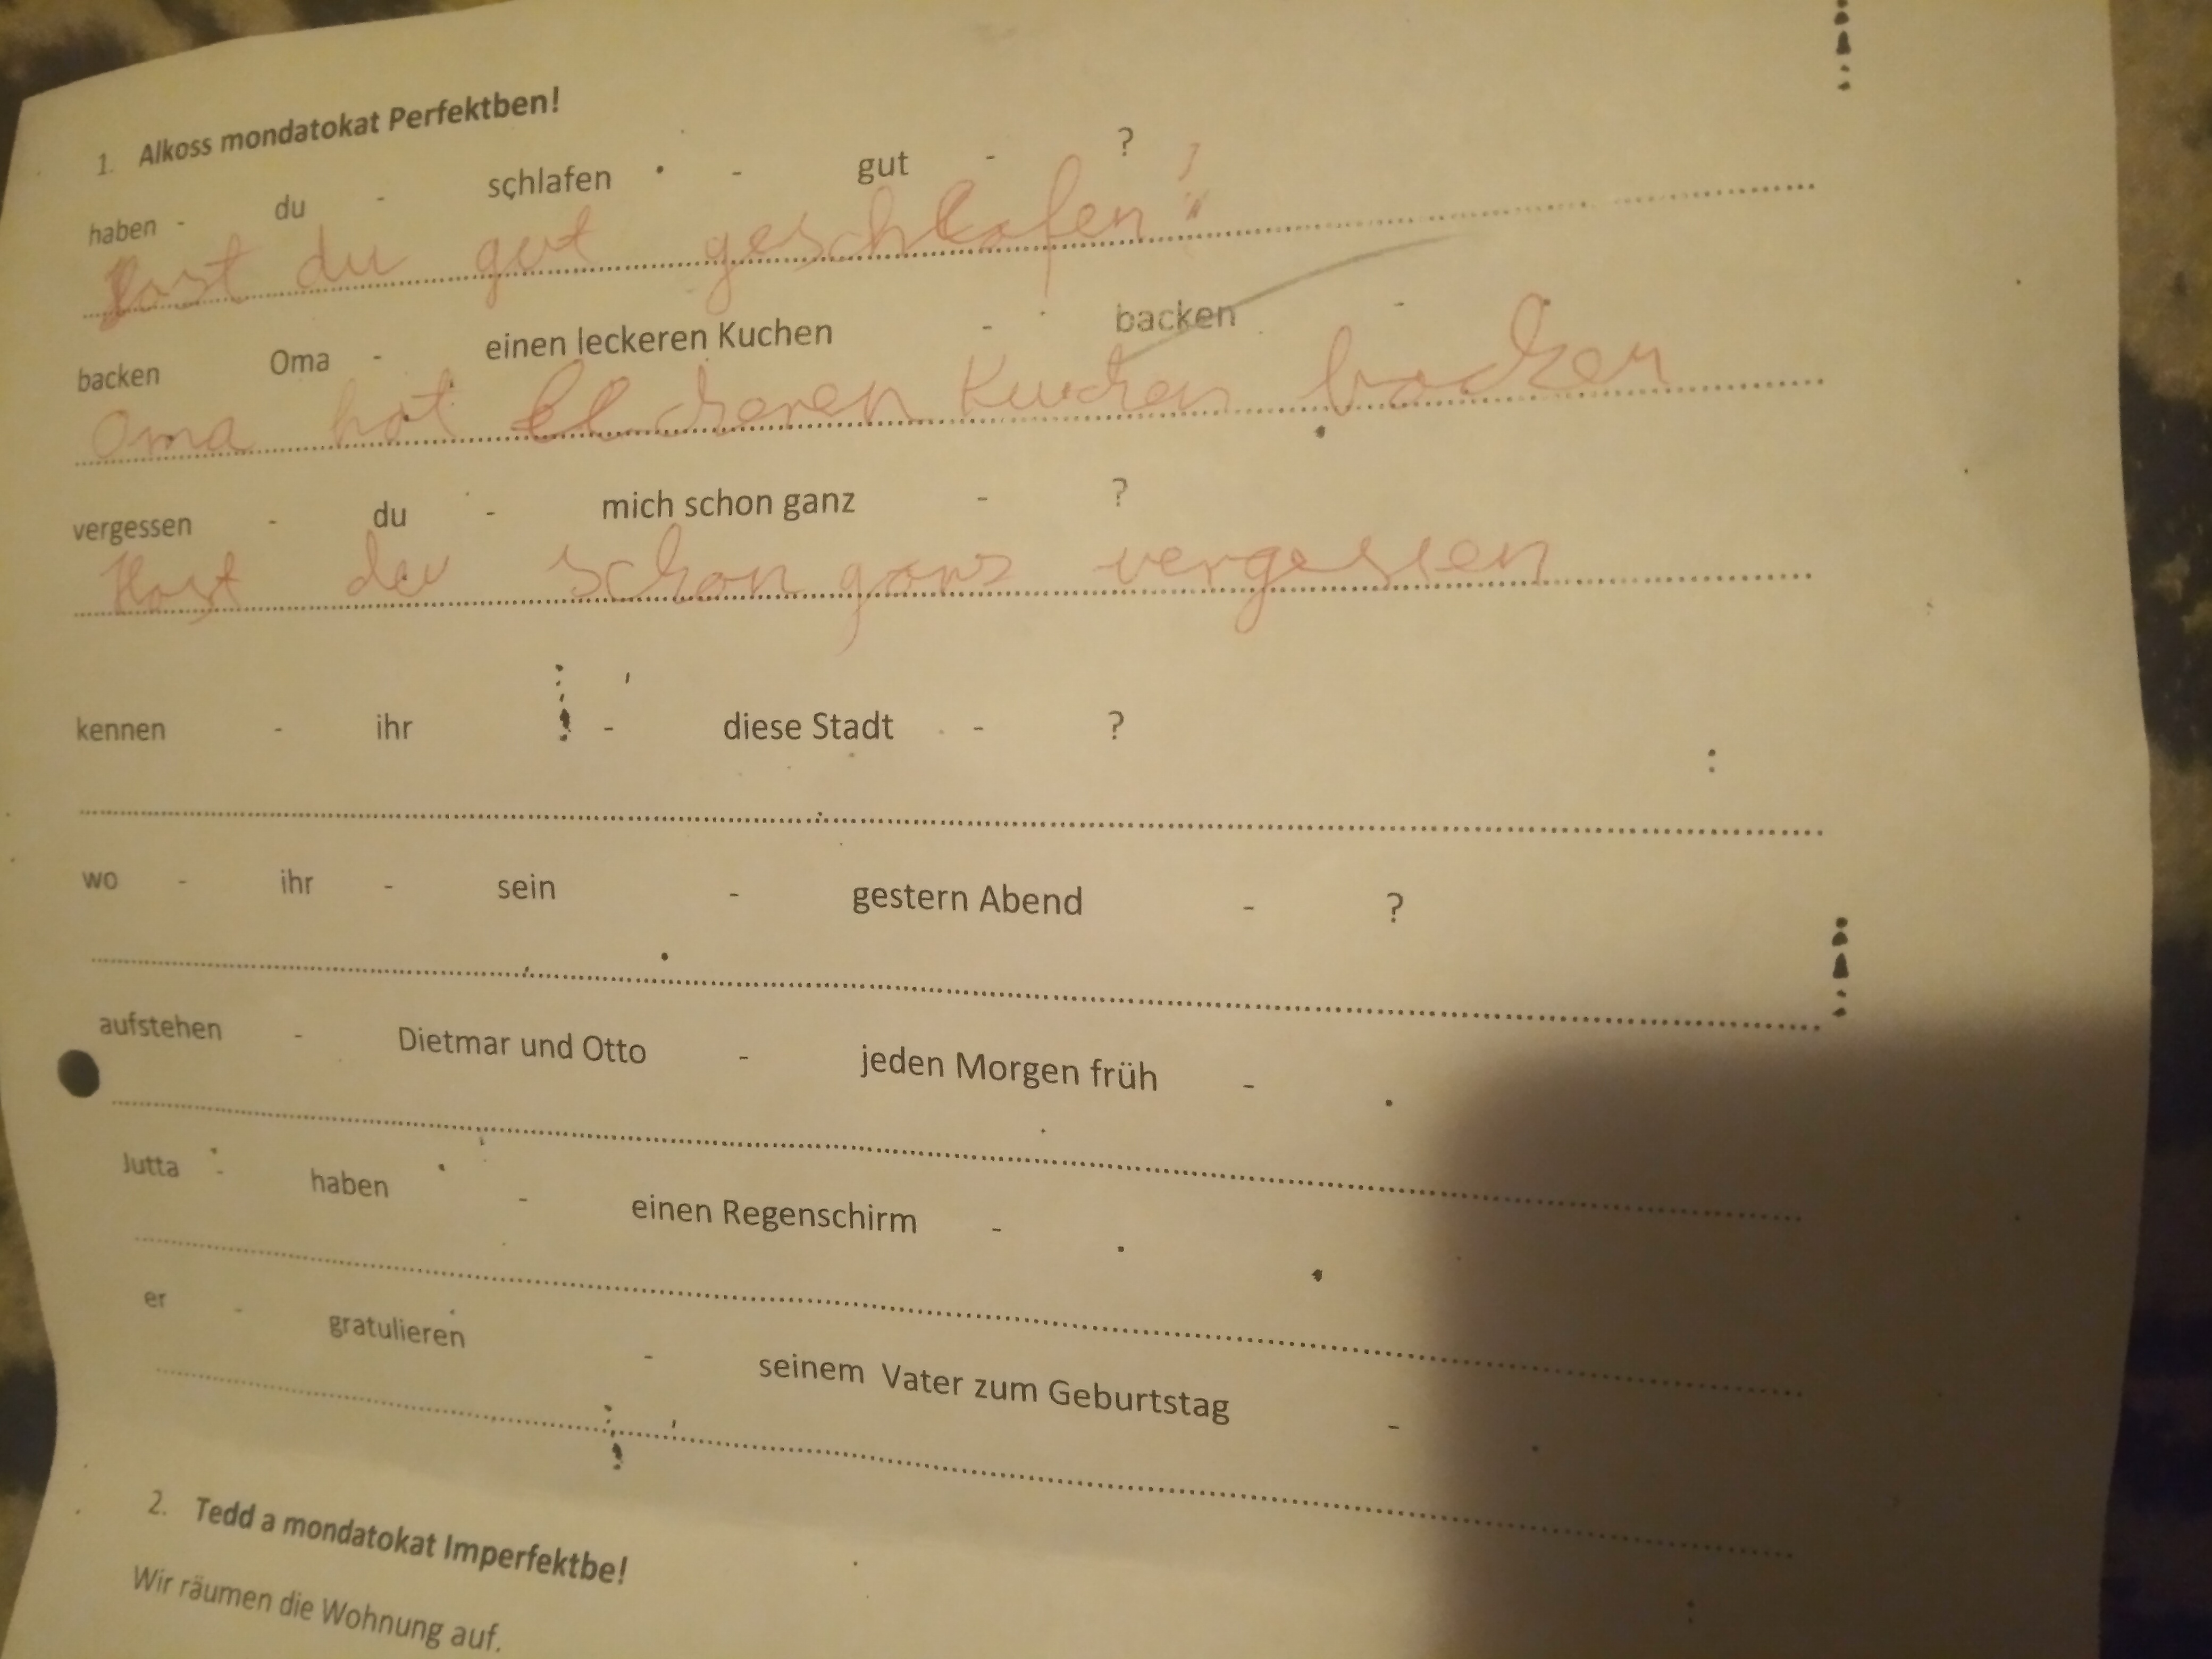 1. Alkoss mondatokat Perfektben!
haben - du - schlafen - gut - ?
Hast du gut geschlafen?
backen Oma - einen leckeren Kuchen - backen -
Oma hat leckeren Kuchen backen
vergessen - du - mich schon ganz - ?
Hast du schon ganz vergessen
kennen - ihr - diese Stadt - ?
wo - ihr - sein - gestern Abend - ?
aufstehen - Dietmar und Otto - jeden Morgen früh - .
Jutta - haben - einen Regenschirm - .
er - gratulieren - seinem Vater zum Geburtstag - .
2. Tedd a mondatokat Imperfektbe!
Wir räumen die Wohnung auf.